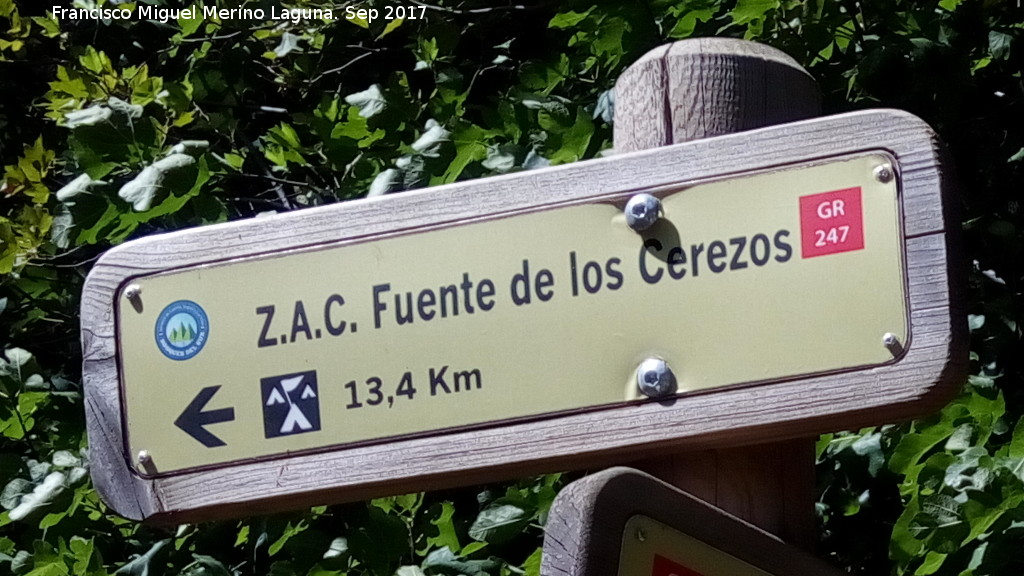 Francisco Miguel Merino Laguna. Sep 2017
GR
247
Z.A.C. Fuente de los Cerezos
13,4 Km